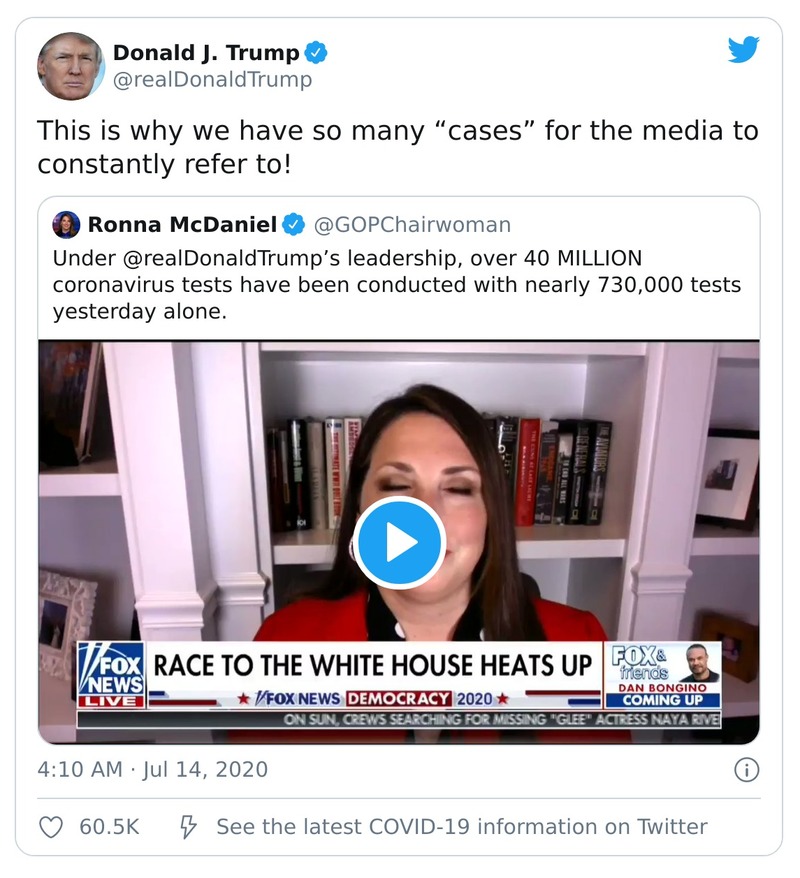 Donald J. Trump
@realDonaldTrump
This is why we have so many “cases” for the media to
constantly refer to!
Ronna McDaniel @GOPChairwoman
Under @realDonaldTrump’s leadership, over 40 MILLION
coronavirus tests have been conducted with nearly 730,000 tests
yesterday alone.
FOX
NEWS
LIVE
RACE TO THE WHITE HOUSE HEATS UP
FOX NEWS DEMOCRACY 2020
FOX&
friends
DAN BONGINO
COMING UP
ON SUN, CREWS SEARCHING FOR MISSING "GLEE" ACTRESS NAYA RIVE
4:10 AM · Jul 14, 2020
60.5K
See the latest COVID-19 information on Twitter